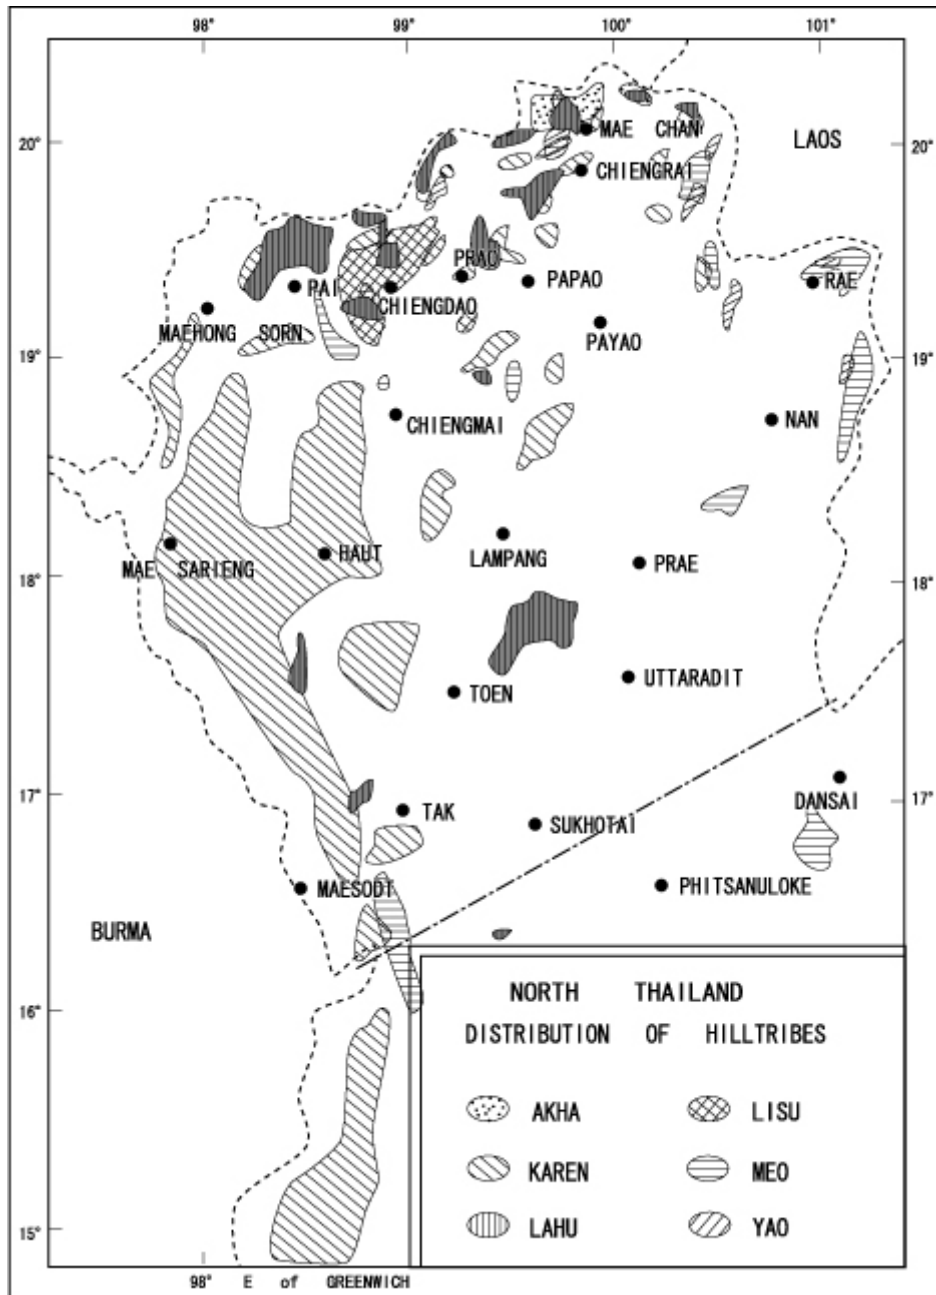 98° 99° 100° 101°
20° 20°
LAOS
MAE CHAN
CHIENGRAI
PRAO
PAPAO
RAE
PAI
CHIENGDAO
MAEHONG SORN
PAYAO
19° 19°
CHIENGMAI
NAN
LAMPANG
PRAE
HAUT
MAE SARIENG
18° 18°
TOEN
UTTARADIT
17° 17°
TAK
SUKHOTAI
DANSAI
MAESODT
PHITSANULOKE
BURMA
16°
NORTH THAILAND
DISTRIBUTION OF HILLTRIBES
AKHA LISU
KAREN MEO
LAHU YAO
15°
98° E of GREENWICH